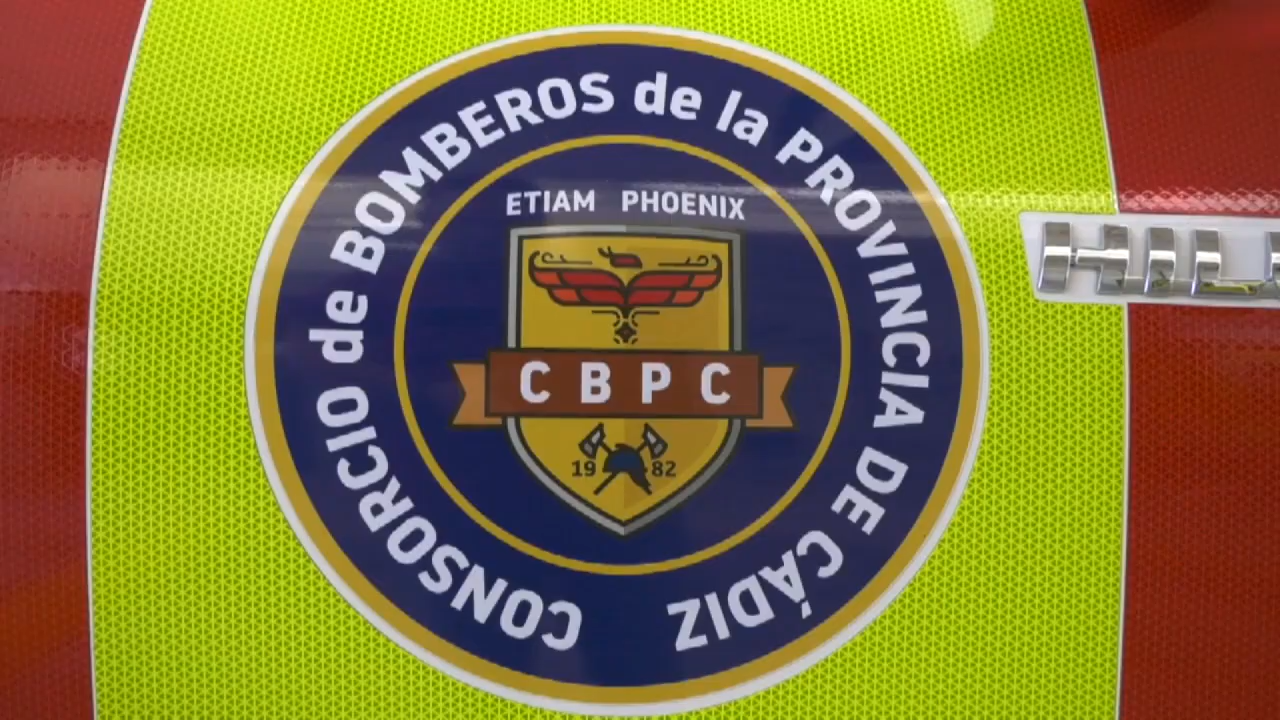 CONSORCIO de BOMBEROS de la PROVINCIA DE CÁDIZ
ETIAM PHOENIX
CBPC
19 82